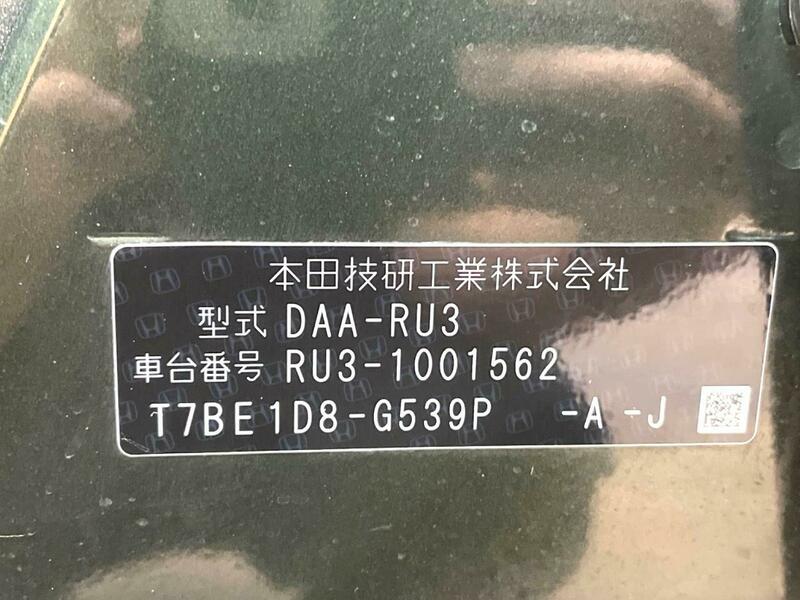 本田技研工業株式会社
型式 DAA-RU3
車台番号 RU3-1001562
T7BE1D8-G539P -A -J